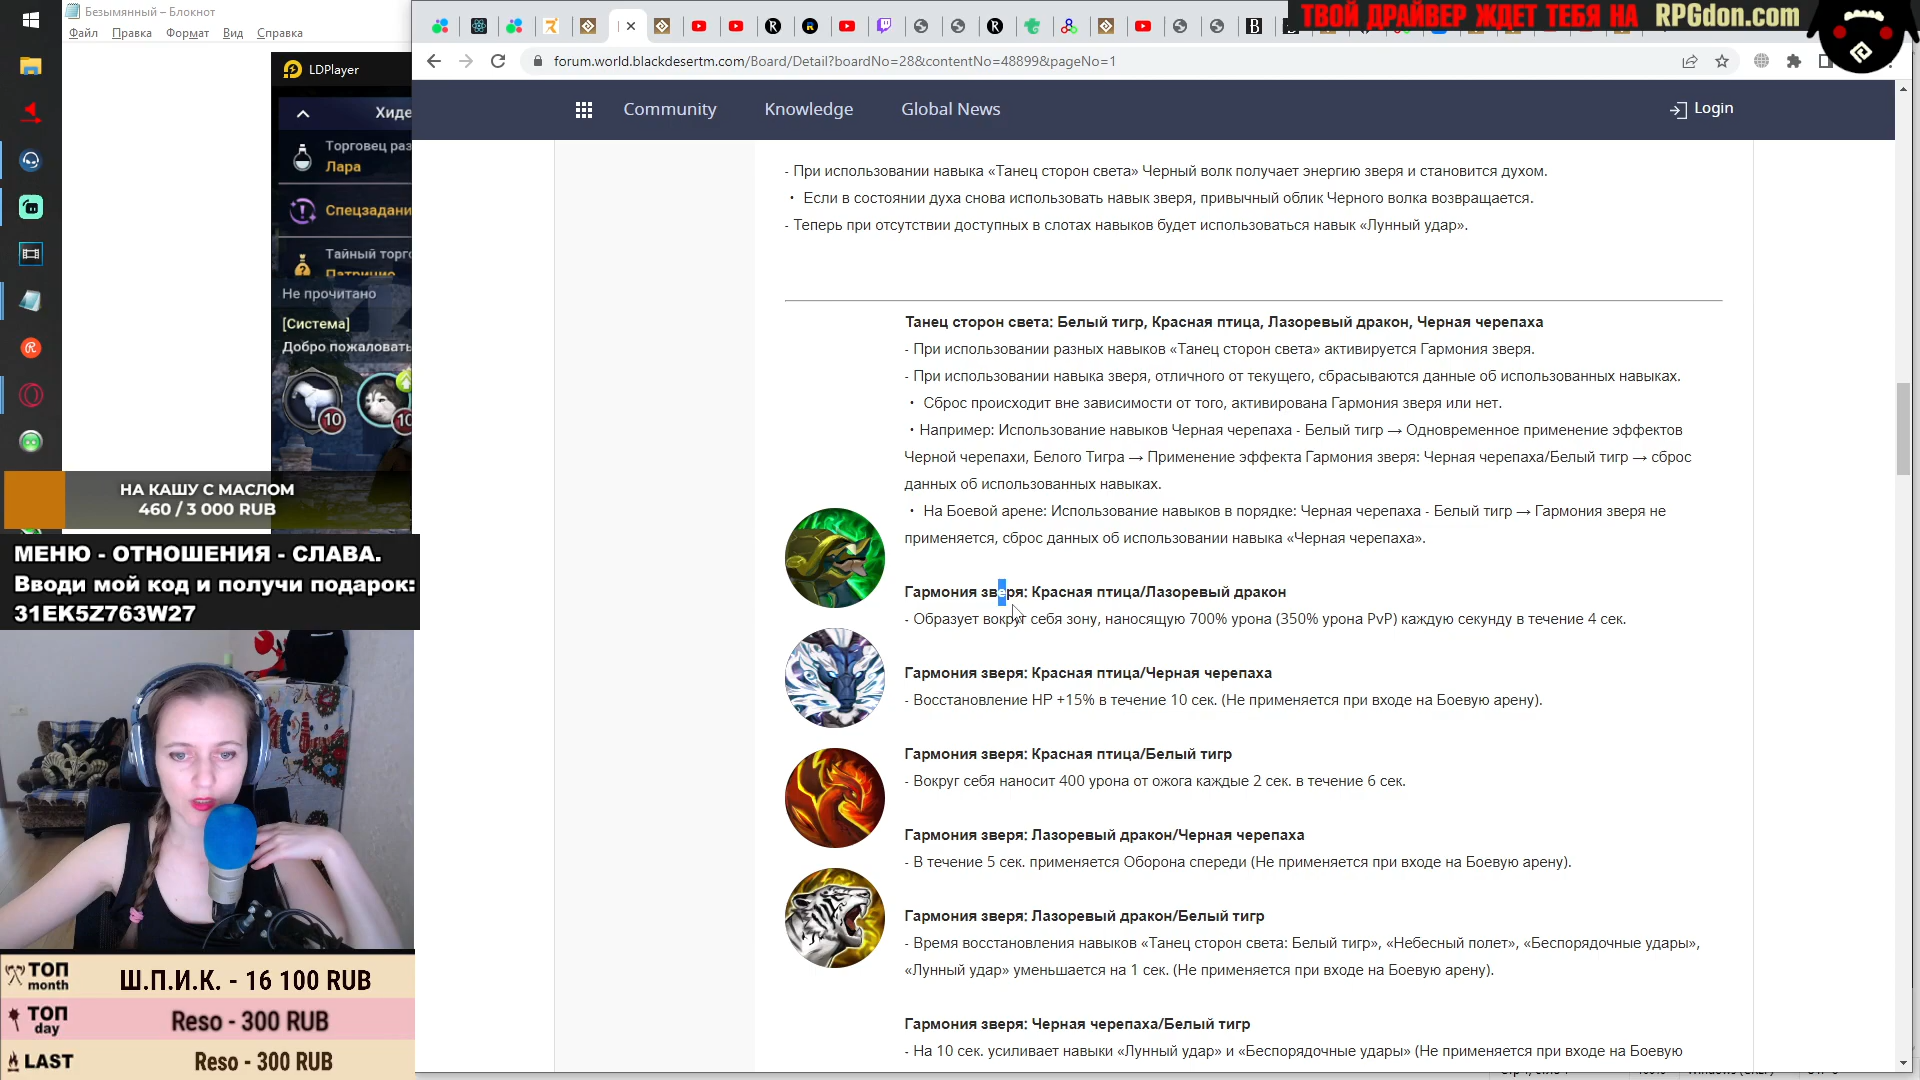 Безымянный – Блокнот
Файл Правка Формат Вид Справка
LDPlayer
Хиде
Торговец раз
Лара
Спецзадани
Тайный торго
Патрицио
Не прочитано
[Система]
Добро пожаловать
10
10
НА КАШУ С МАСЛОМ
460 / 3 000 RUB
МЕНЮ - ОТНОШЕНИЯ - СЛАВА.
Вводи мой код и получи подарок:
31EK5Z763W27
ТОП month Ш.П.И.К. - 16 100 RUB
ТОП day Reso - 300 RUB
LAST Reso - 300 RUB
ТВОЙ ДРАЙВЕР ЖДЕТ ТЕБЯ НА RPGdon.com
forum.world.blackdesertm.com/Board/Detail?boardNo=28&contentNo=48899&pageNo=1
Community Knowledge Global News Login
- При использовании навыка «Танец сторон света» Черный волк получает энергию зверя и становится духом.
・ Если в состоянии духа снова использовать навык зверя, привычный облик Черного волка возвращается.
- Теперь при отсутствии доступных в слотах навыков будет использоваться навык «Лунный удар».
Танец сторон света: Белый тигр, Красная птица, Лазоревый дракон, Черная черепаха
- При использовании разных навыков «Танец сторон света» активируется Гармония зверя.
- При использовании навыка зверя, отличного от текущего, сбрасываются данные об использованных навыках.
・ Сброс происходит вне зависимости от того, активирована Гармония зверя или нет.
・Например: Использование навыков Черная черепаха - Белый тигр → Одновременное применение эффектов
Черной черепахи, Белого Тигра → Применение эффекта Гармония зверя: Черная черепаха/Белый тигр → сброс
данных об использованных навыках.
・ На Боевой арене: Использование навыков в порядке: Черная черепаха - Белый тигр → Гармония зверя не
применяется, сброс данных об использовании навыка «Черная черепаха».
Гармония зверя: Красная птица/Лазоревый дракон
- Образует вокруг себя зону, наносящую 700% урона (350% урона PvP) каждую секунду в течение 4 сек.
Гармония зверя: Красная птица/Черная черепаха
- Восстановление HP +15% в течение 10 сек. (Не применяется при входе на Боевую арену).
Гармония зверя: Красная птица/Белый тигр
- Вокруг себя наносит 400 урона от ожога каждые 2 сек. в течение 6 сек.
Гармония зверя: Лазоревый дракон/Черная черепаха
- В течение 5 сек. применяется Оборона спереди (Не применяется при входе на Боевую арену).
Гармония зверя: Лазоревый дракон/Белый тигр
- Время восстановления навыков «Танец сторон света: Белый тигр», «Небесный полет», «Беспорядочные удары»,
«Лунный удар» уменьшается на 1 сек. (Не применяется при входе на Боевую арену).
Гармония зверя: Черная черепаха/Белый тигр
- На 10 сек. усиливает навыки «Лунный удар» и «Беспорядочные удары» (Не применяется при входе на Боевую